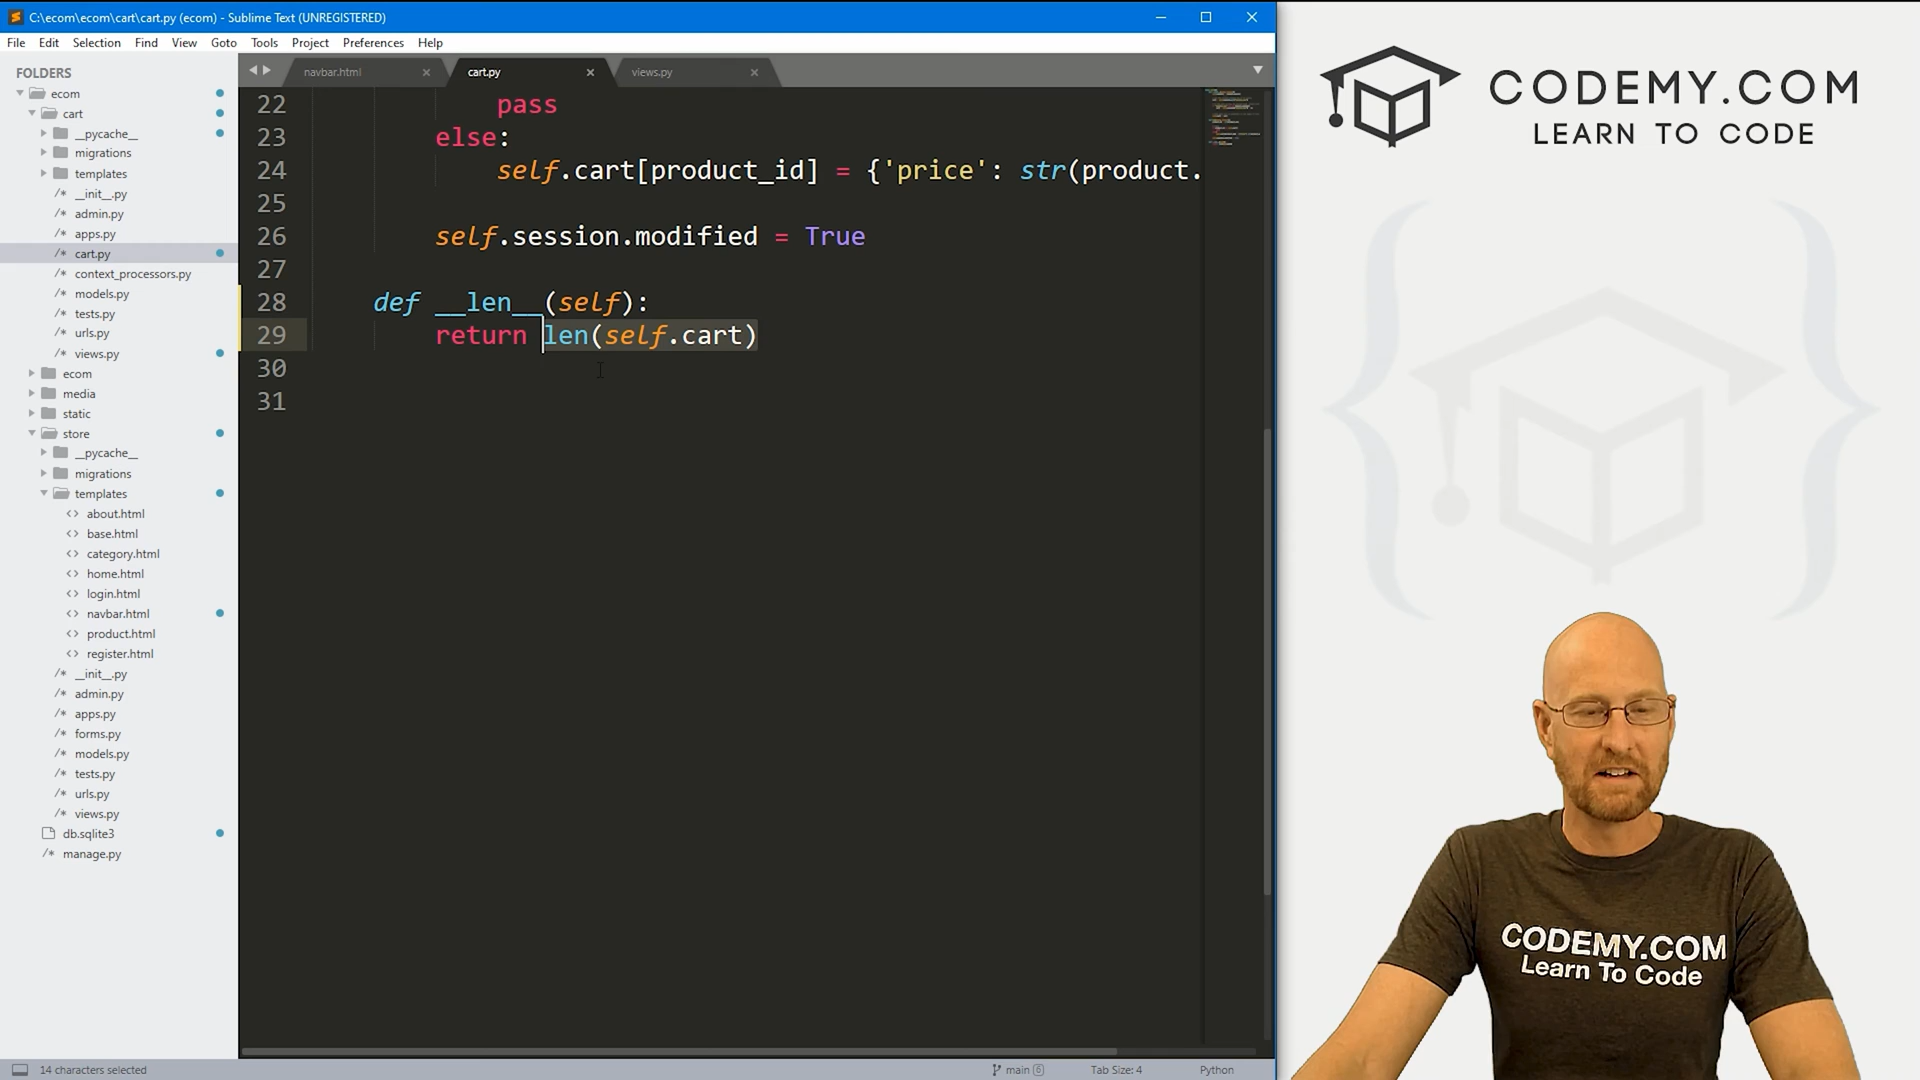 C:\ecom\ecom\cart\cart.py (ecom) - Sublime Text (UNREGISTERED)
File Edit Selection Find View Goto Tools Project Preferences Help
FOLDERS
ecom
cart
__pycache__
migrations
templates
__init__.py
admin.py
apps.py
cart.py
context_processors.py
models.py
tests.py
urls.py
views.py
ecom
media
static
store
__pycache__
migrations
templates
about.html
base.html
category.html
home.html
login.html
navbar.html
product.html
register.html
__init__.py
admin.py
apps.py
forms.py
models.py
tests.py
urls.py
views.py
db.sqlite3
manage.py
navbar.html cart.py views.py
22 pass
23 else:
24 self.cart[product_id] = {'price': str(product.
25
26 self.session.modified = True
27
28 def __len__(self):
29 return len(self.cart)
30
31
14 characters selected main 6 Tab Size: 4 Python
CODEMY.COM
LEARN TO CODE
CODEMY.COM
Learn To Code